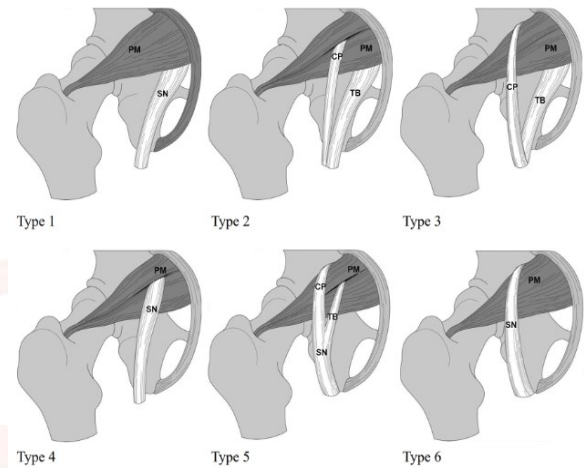 PM
SN
Type 1
PM
CP
TB
Type 2
PM
CP
TB
Type 3
PM
SN
Type 4
CP
PM
TB
SN
Type 5
PM
SN
Type 6